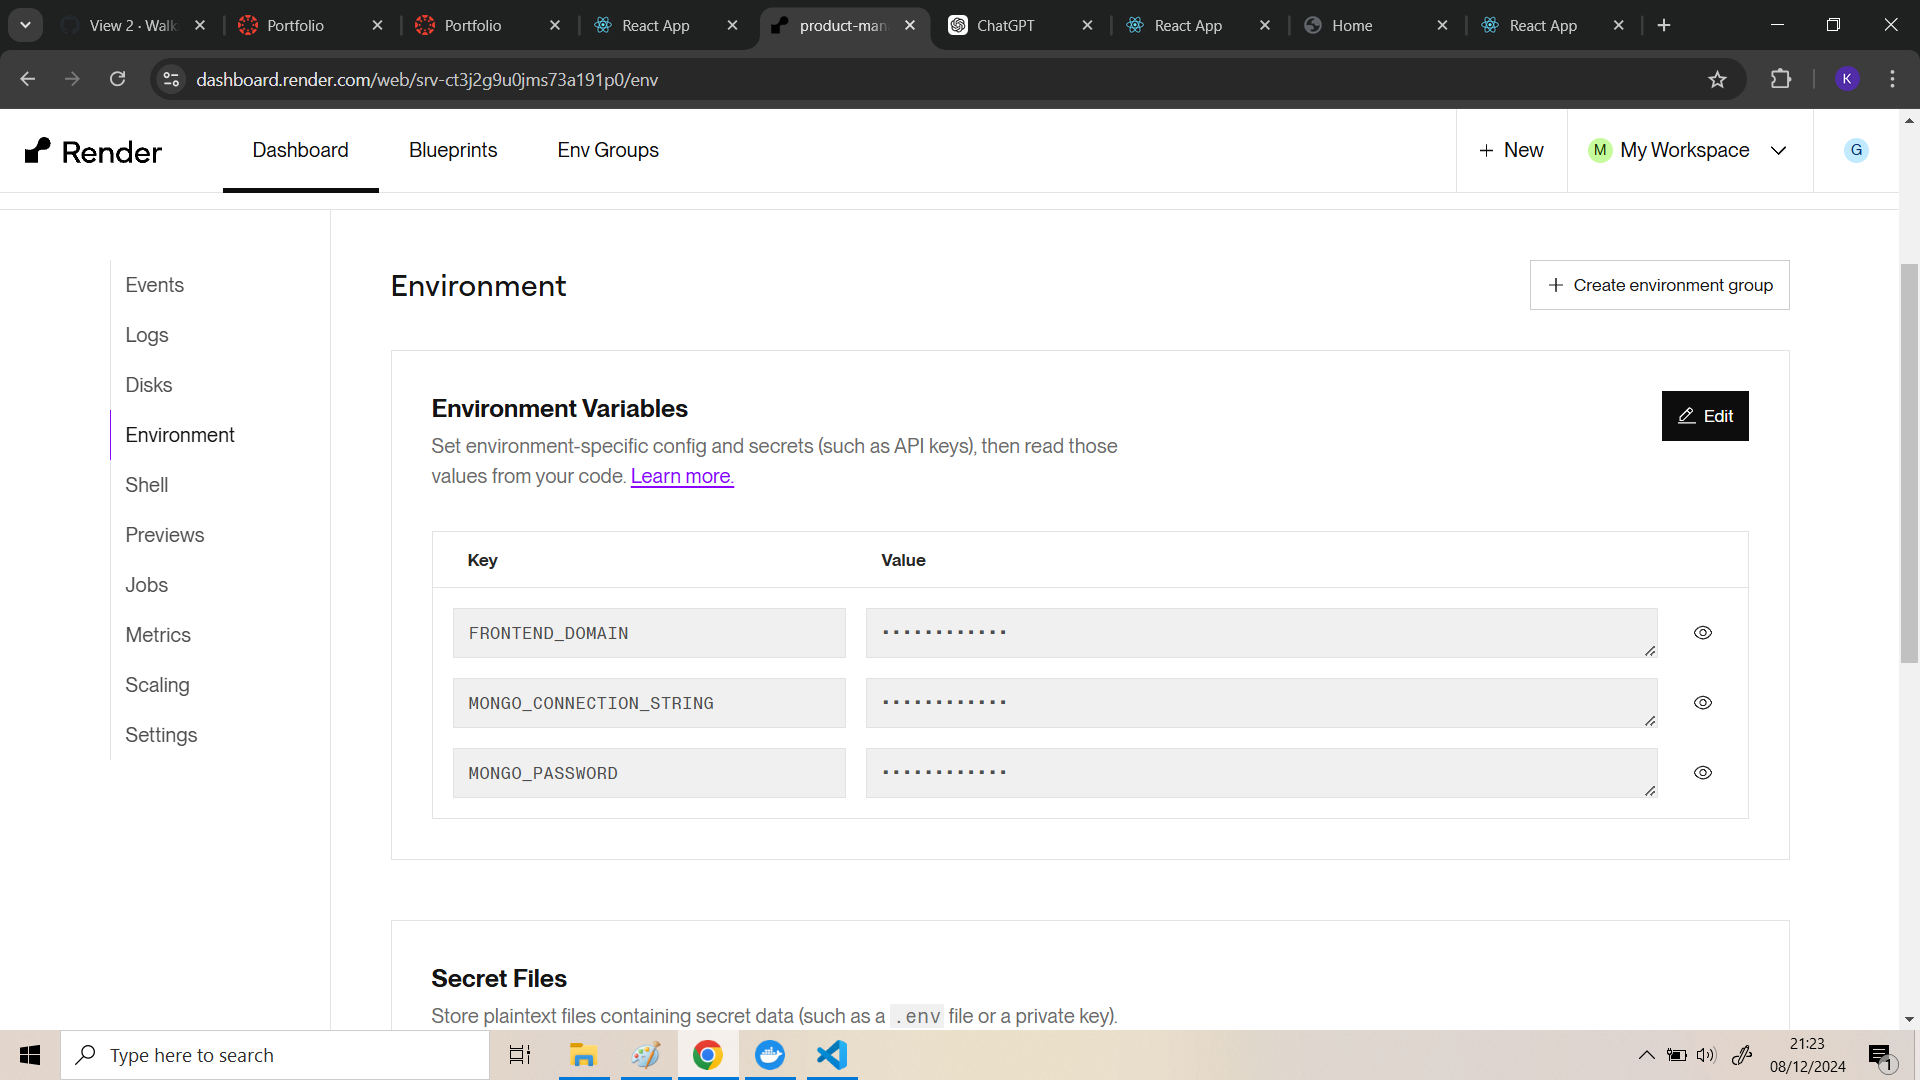 View 2 · Walk
Portfolio
Portfolio
React App
product-man
ChatGPT
React App
Home
React App
dashboard.render.com/web/srv-ct3j2g9u0jms73a191p0/env
K
Render
Dashboard
Blueprints
Env Groups
+ New
M My Workspace
G
Events
Logs
Disks
Environment
Shell
Previews
Jobs
Metrics
Scaling
Settings
Environment
+ Create environment group
Environment Variables
Edit
Set environment-specific config and secrets (such as API keys), then read those
values from your code. Learn more.
Key Value
FRONTEND_DOMAIN ············
MONGO_CONNECTION_STRING ············
MONGO_PASSWORD ············
Secret Files
Store plaintext files containing secret data (such as a .env file or a private key).
Type here to search
21:23
08/12/2024
1